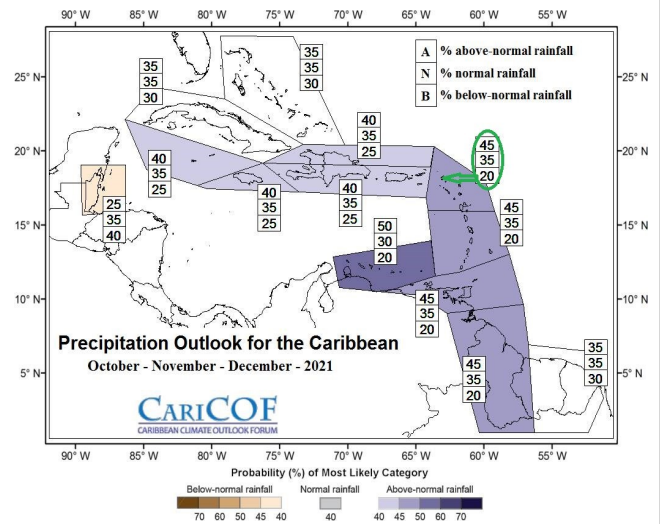 90° W 85° W 80° W 75° W 70° W 65° W 60° W 55° W
A % above-normal rainfall
N % normal rainfall
B % below-normal rainfall
25° N
20° N
15° N
10° N
5° N
25° N
20° N
15° N
10° N
5° N
35
35
30
35
35
30
40
35
25
45
35
20
40
35
25
40
35
25
40
35
25
25
35
40
45
35
20
50
30
20
45
35
20
35
35
30
45
35
20
Precipitation Outlook for the Caribbean
October - November - December - 2021
CARICOF
CARIBBEAN CLIMATE OUTLOOK FORUM
90° W 85° W 80° W 75° W 70° W 65° W 60° W 55° W
Probability (%) of Most Likely Category
Below-normal rainfall Normal rainfall Above-normal rainfall
70 60 50 45 40 40 40 45 50 60 70